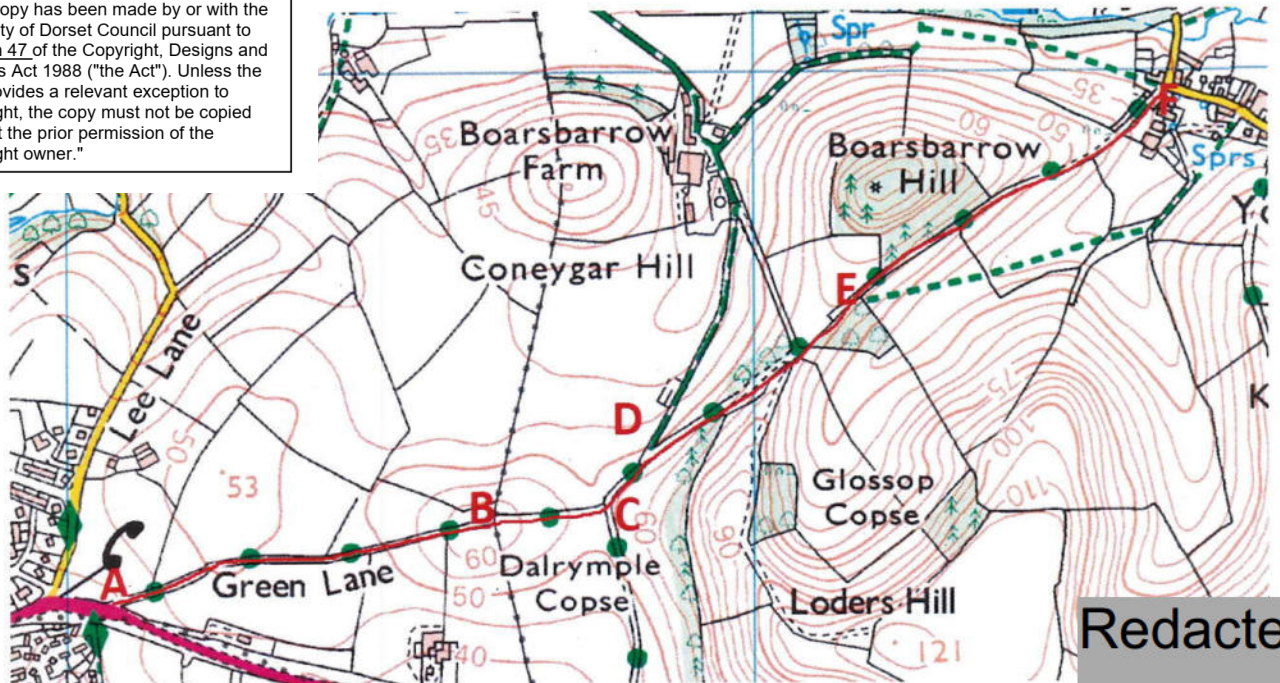 opy has been made by or with the
ty of Dorset Council pursuant to
47 of the Copyright, Designs and
s Act 1988 ("the Act"). Unless the
ovides a relevant exception to
ght, the copy must not be copied
t the prior permission of the
ght owner."
Spr
35
F
35
60
50
Boarsbarrow
Farm
Boarsbarrow
Hill
Sprs
45
S
Coneygar Hill
E
Lee Lane
75
K
D
50
53
100
110
Glossop
Copse
B
C
60
90
60
Dalrymple
Copse
A
Green Lane
50
Loders Hill
40
121
Redacte